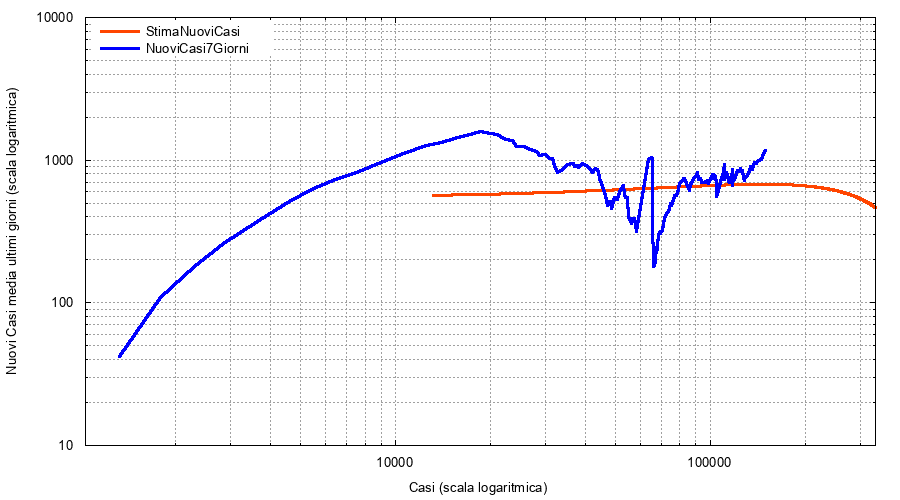 10000
StimaNuoviCasi
NuoviCasi7Giorni
1000
100
10
Nuovi Casi media ultimi giorni (scala logaritmica)
10000 100000
Casi (scala logaritmica)